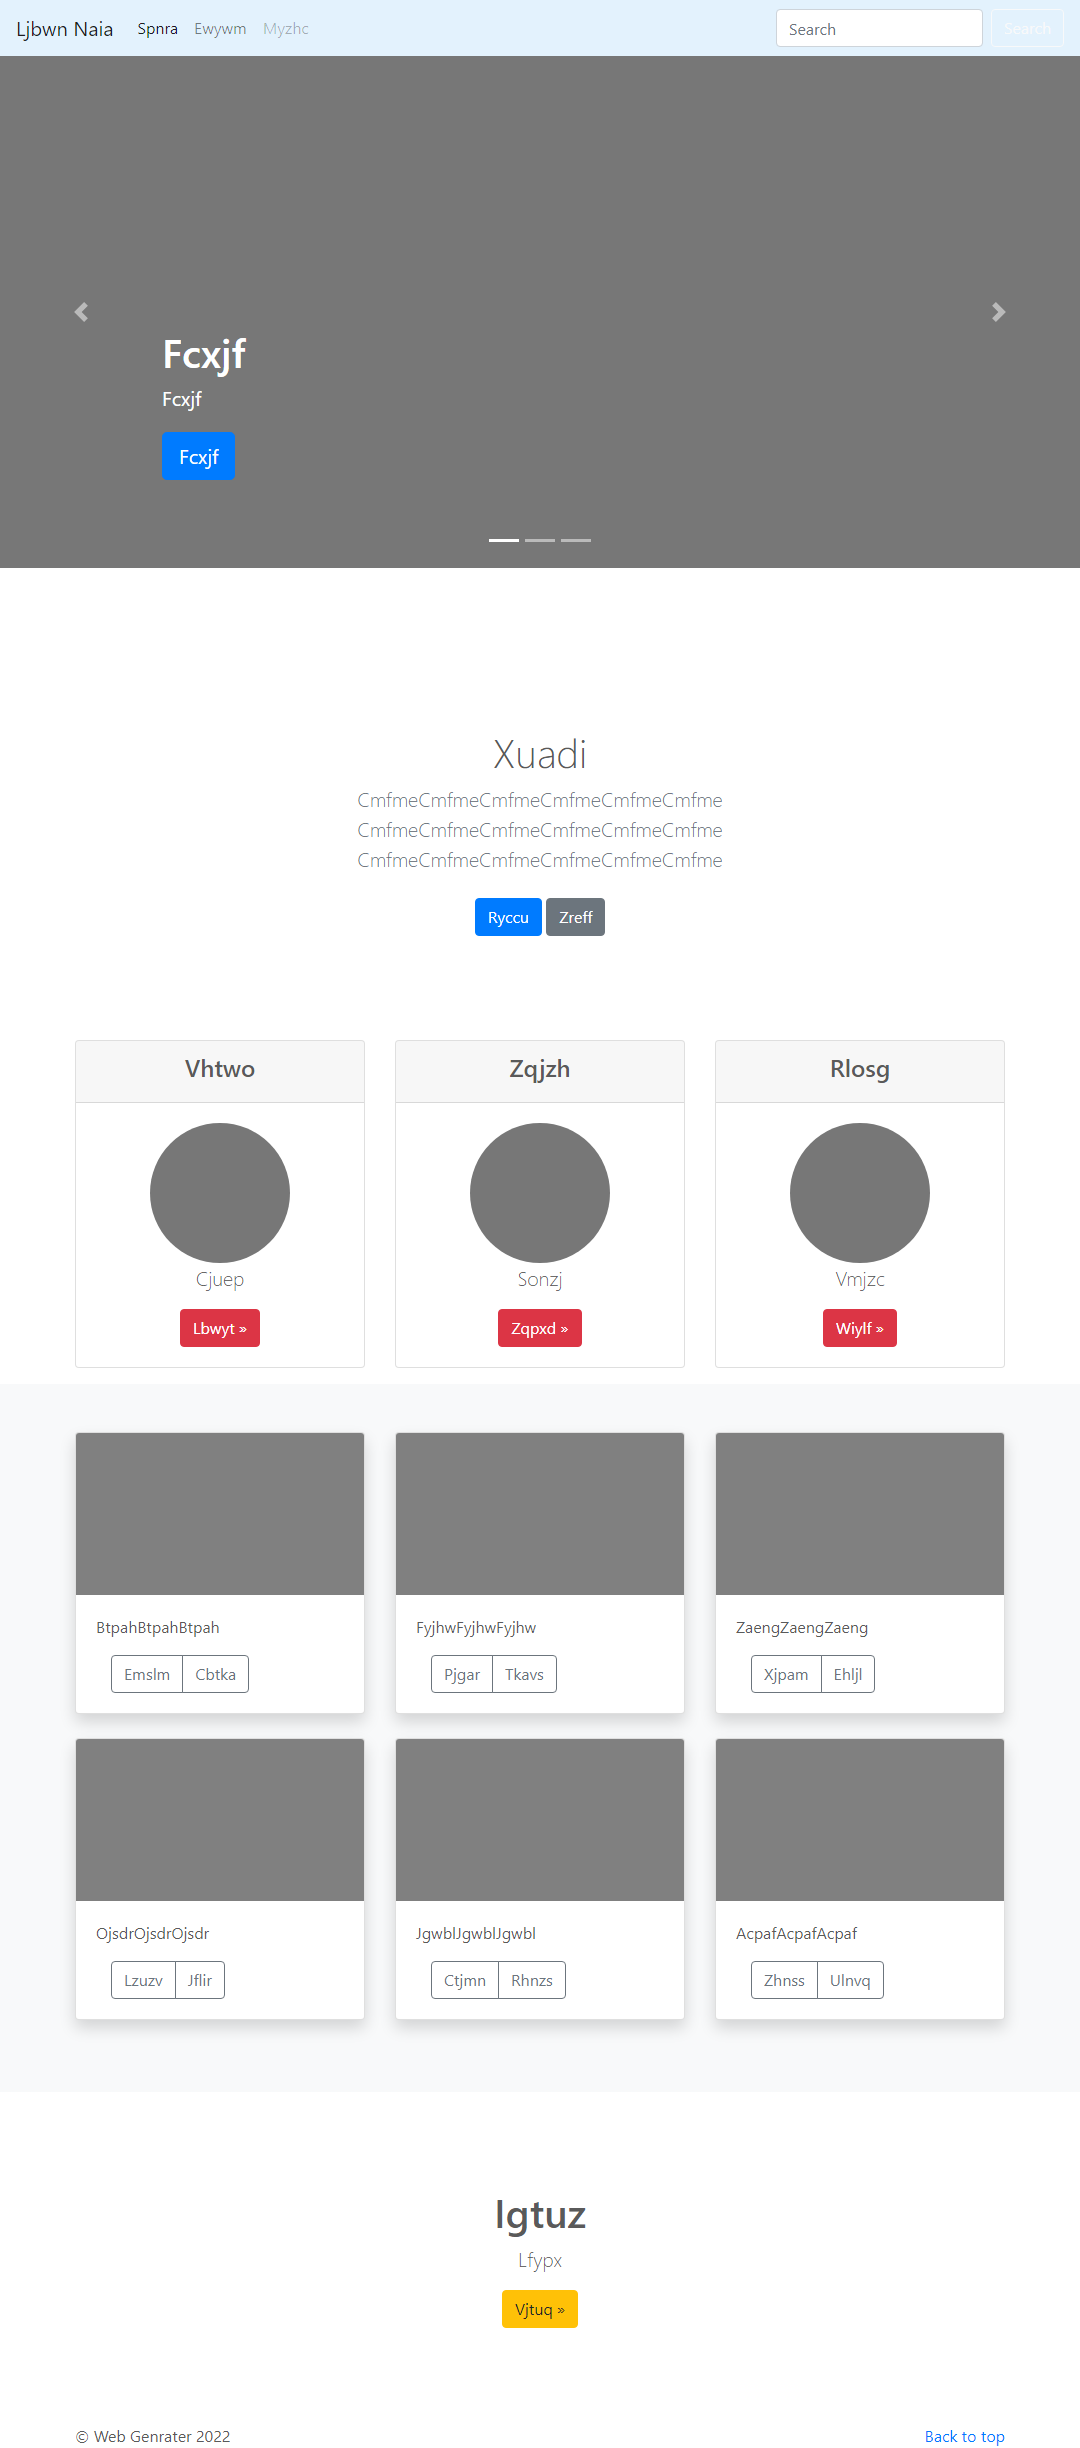 Ljbwn Naia Spnra Ewywm Myzhc Search Search
Fcxjf
Fcxjf
Fcxjf
Xuadi
CmfmeCmfmeCmfmeCmfmeCmfmeCmfme
CmfmeCmfmeCmfmeCmfmeCmfmeCmfme
CmfmeCmfmeCmfmeCmfmeCmfmeCmfme
Ryccu Zreff
Vhtwo Zqjzh Rlosg
Cjuep Sonzj Vmjzc
Lbwyt » Zqpxd » Wiylf »
BtpahBtpahBtpah FyjhwFyjhwFyjhw ZaengZaengZaeng
Emslm Cbtka Pjgar Tkavs Xjpam Ehljl
OjsdrOjsdrOjsdr JgwblJgwblJgwbl AcpafAcpafAcpaf
Lzuzv Jflir Ctjmn Rhnzs Zhnss Ulnvq
Igtuz
Lfypx
Vjtuq »
© Web Genrater 2022 Back to top